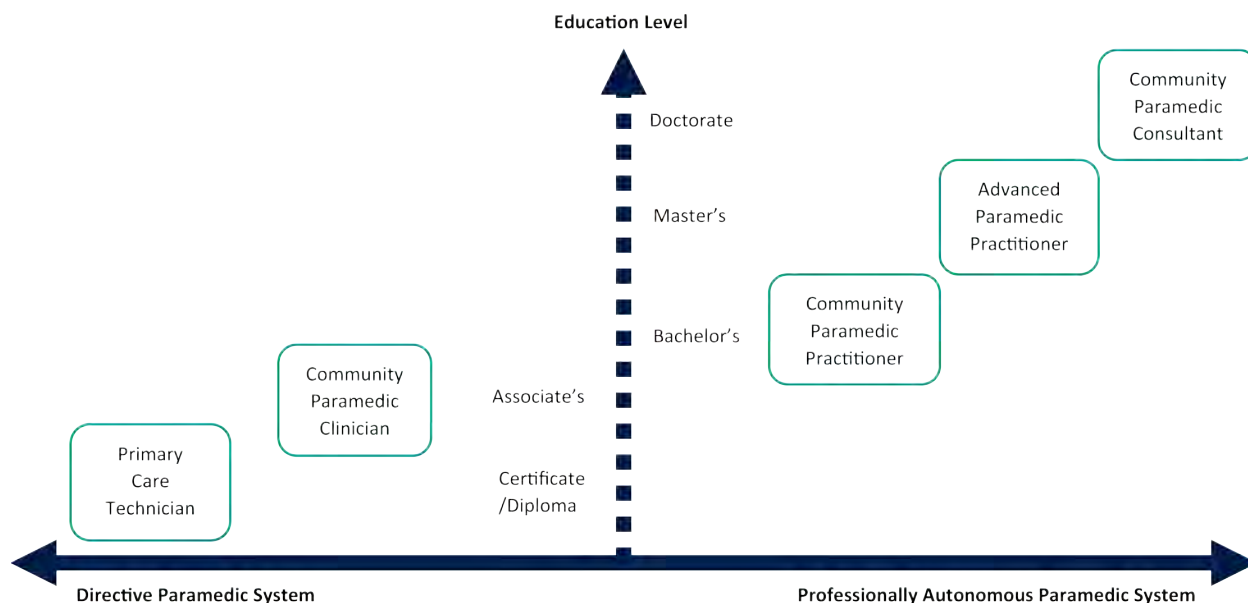 Education Level
Doctorate
Community
Paramedic
Consultant
Master's
Advanced
Paramedic
Practitioner
Bachelor's
Community
Paramedic
Practitioner
Associate's
Community
Paramedic
Clinician
Certificate
/Diploma
Primary
Care
Technician
Directive Paramedic System
Professionally Autonomous Paramedic System